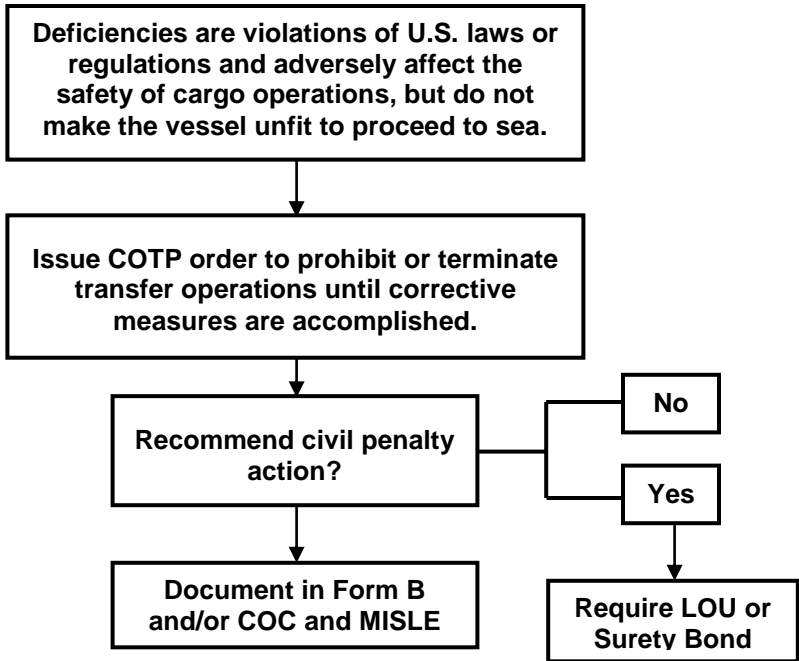 Deficiencies are violations of U.S. laws or
regulations and adversely affect the
safety of cargo operations, but do not
make the vessel unfit to proceed to sea.
Issue COTP order to prohibit or terminate
transfer operations until corrective
measures are accomplished.
Recommend civil penalty
action?
No
Yes
Document in Form B
and/or COC and MISLE
Require LOU or
Surety Bond